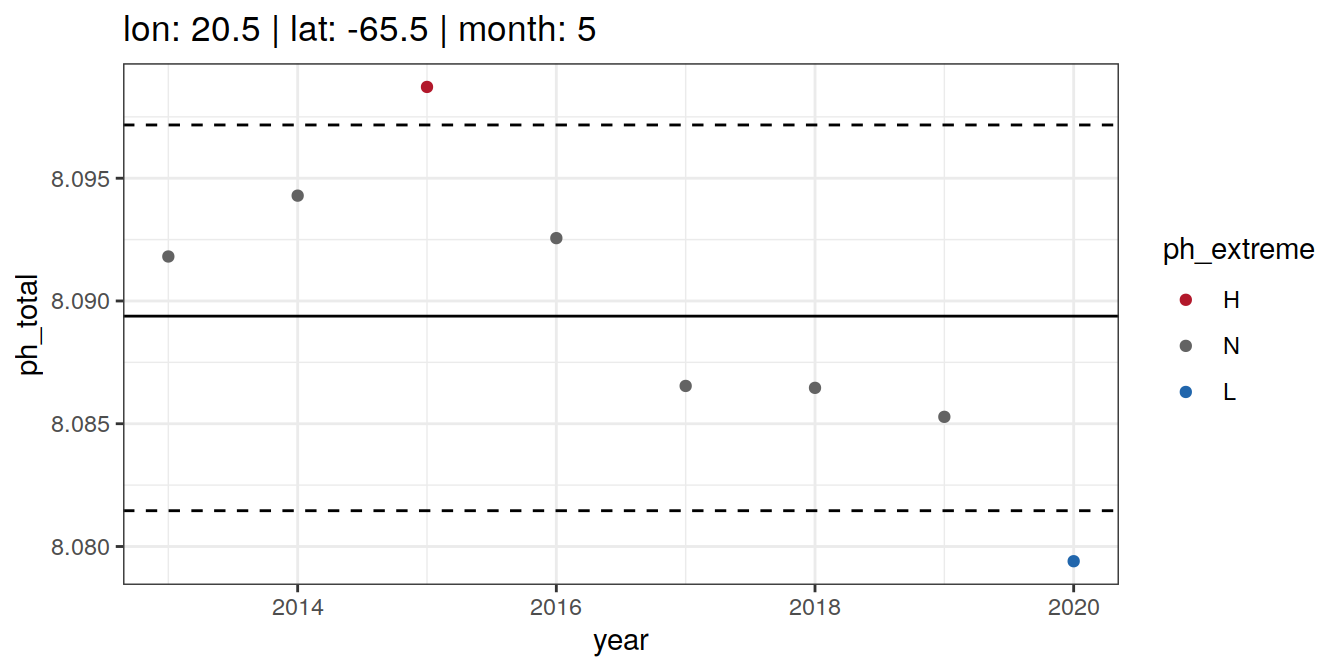 lon: 20.5 | lat: -65.5 | month: 5
8.095
8.090
8.085
8.080
ph_total
2014
2016
2018
2020
year
ph_extreme
H
N
L